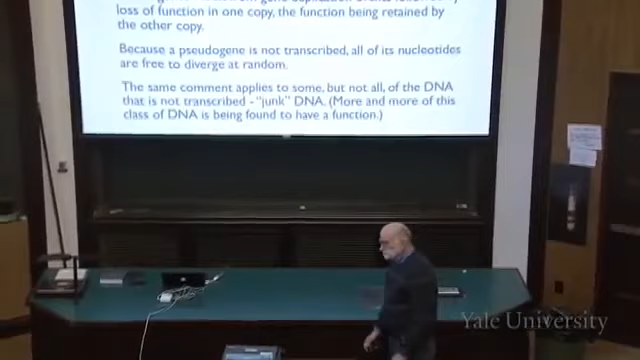 loss of function in one copy, the function being retained by
the other copy.
Because a pseudogene is not transcribed, all of its nucleotides
are free to diverge at random.
The same comment applies to some, but not all, of the DNA
that is not transcribed - "junk" DNA. (More and more of this
class of DNA is being found to have a function.)
Yale University